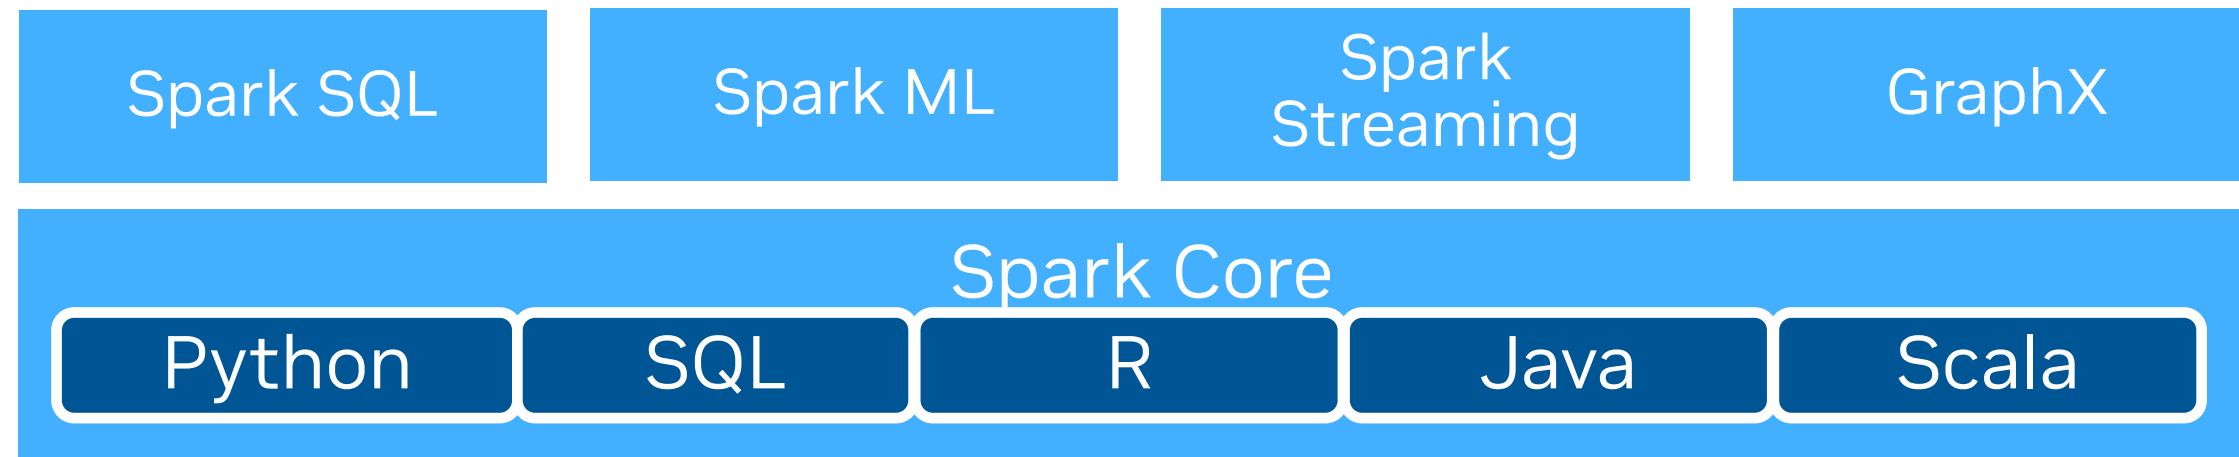 Spark SQL
Spark ML
Spark
Streaming
GraphX
Spark Core
Python
SQL
R
Java
Scala